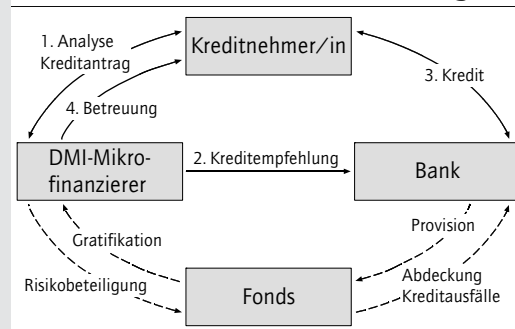 1. Analyse
Kreditantrag
Kreditnehmer/in
3. Kredit
4. Betreuung
DMI-Mikro-
finanzierer
2. Kreditempfehlung
Bank
Gratifikation
Provision
Risikobeteiligung
Fonds
Abdeckung
Kreditausfälle